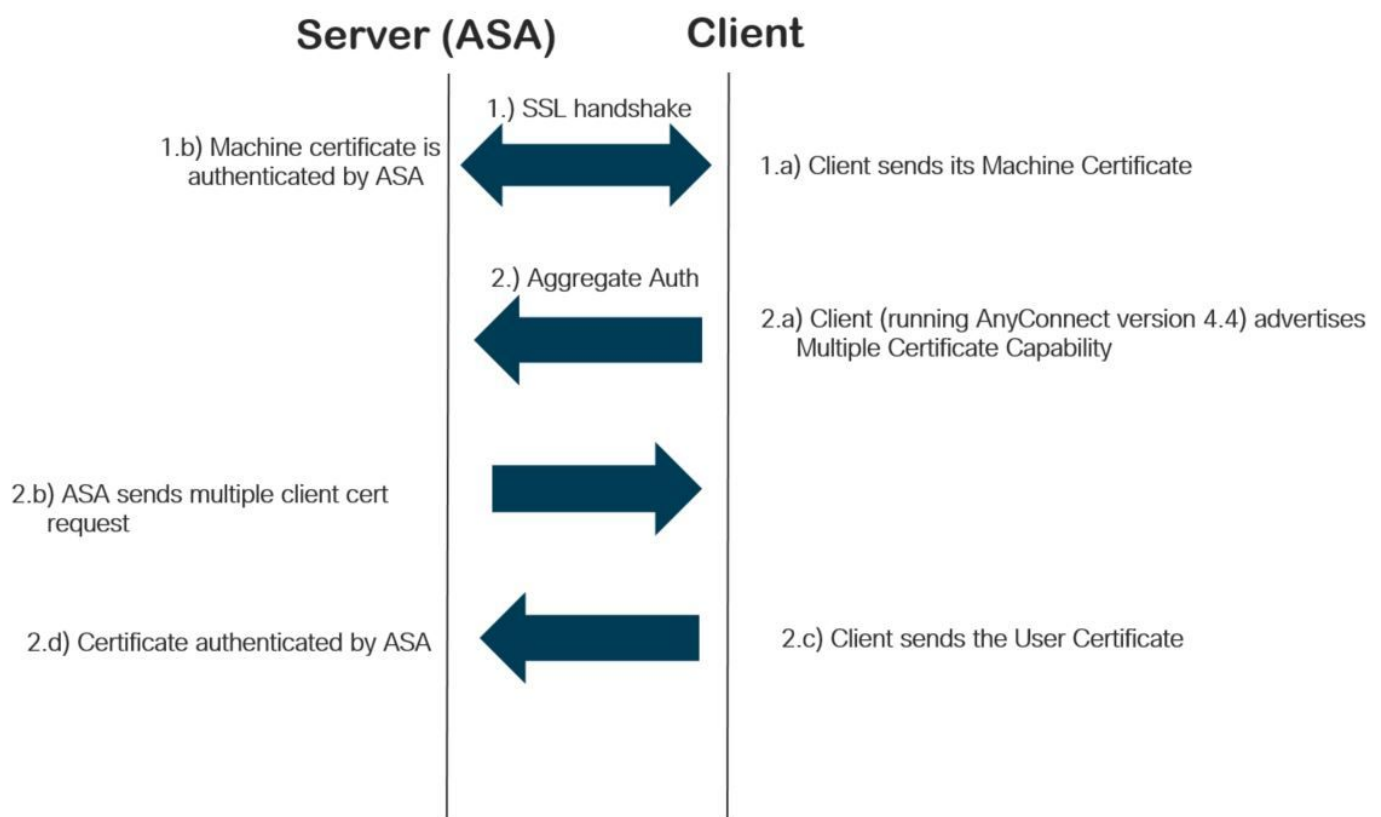 Server (ASA)
Client
1.) SSL handshake
1.b) Machine certificate is
authenticated by ASA
1.a) Client sends its Machine Certificate
2.) Aggregate Auth
2.a) Client (running AnyConnect version 4.4) advertises
Multiple Certificate Capability
2.b) ASA sends multiple client cert
request
2.d) Certificate authenticated by ASA
2.c) Client sends the User Certificate